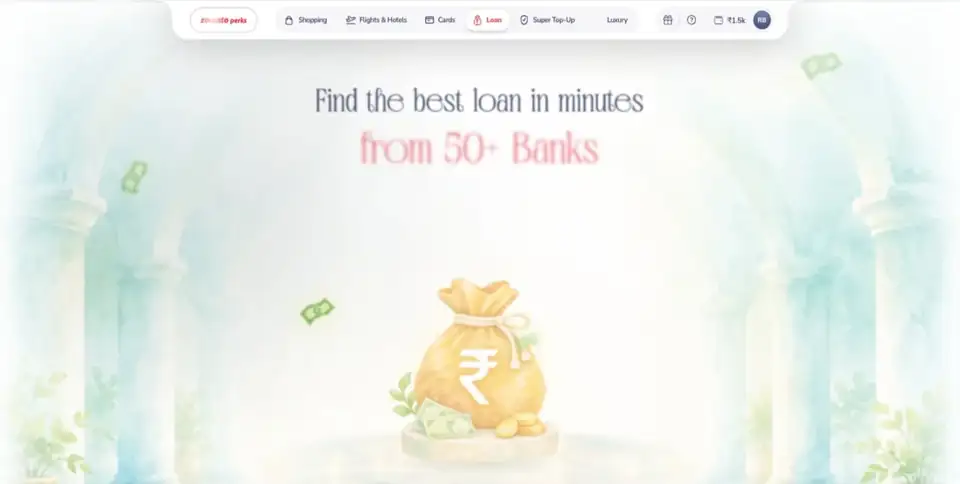 perks
Shopping
Flights & Hotels
Cards
Loan
Super Top-Up
Luxury
₹1.5k
RB
Find the best loan in minutes
from 50+ Banks
₹